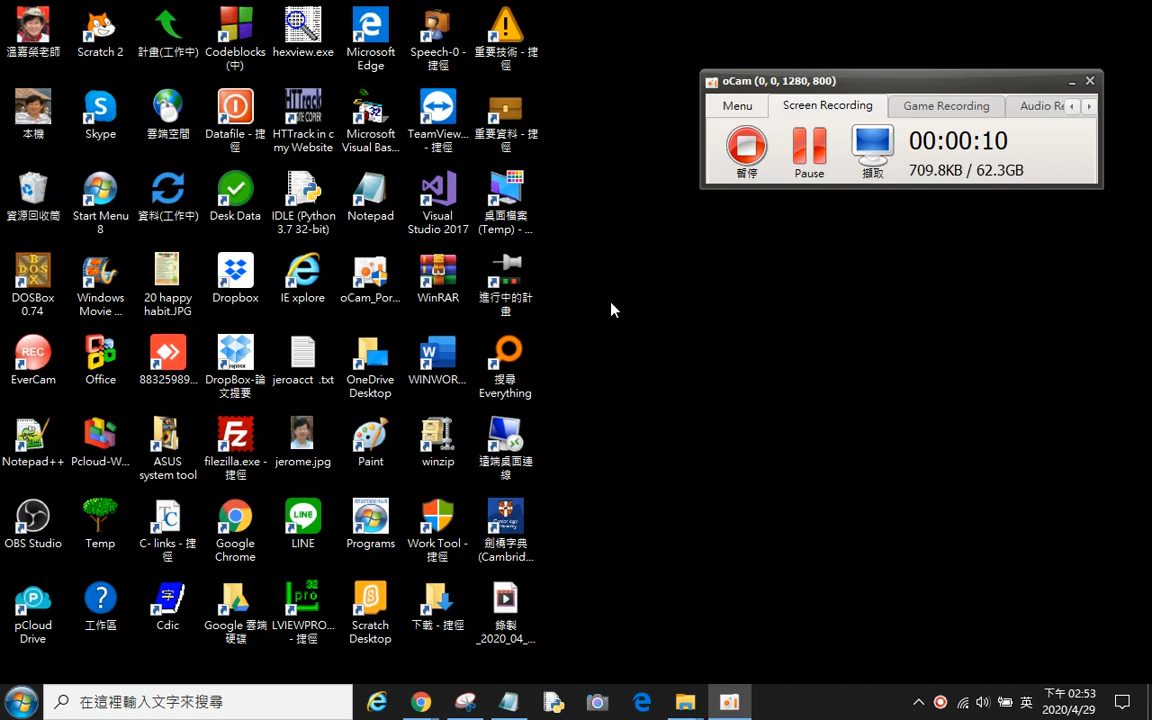 溫嘉榮老師
Scratch 2
計畫(工作中)
Codeblocks
(中)
hexview.exe
Microsoft
Edge
Speech-0 -
捷徑
重要技術 - 捷
徑
本機
Skype
雲端空間
Datafile - 捷
徑
HTTrack in c
my Website
Microsoft
Visual Bas...
TeamView...
- 捷徑
重要資料 - 捷
徑
資源回收筒
Start Menu
8
資料(工作中)
Desk Data
IDLE (Python
3.7 32-bit)
Notepad
Visual
Studio 2017
桌面檔案
(Temp) - ...
DOSBox
0.74
Windows
Movie ...
20 happy
habit.JPG
Dropbox
IE xplore
oCam_Por...
WinRAR
進行中的計
畫
EverCam
Office
88325989...
DropBox-論
文提要
jeroacct .txt
OneDrive
Desktop
WINWOR...
搜尋
Everything
Notepad++
Pcloud-W...
ASUS
system tool
filezilla.exe -
捷徑
jerome.jpg
Paint
winzip
遠端桌面連
線
OBS Studio
Temp
C- links - 捷
徑
Google
Chrome
LINE
Programs
Work Tool -
捷徑
劍橋字典
(Cambrid...
pCloud
Drive
工作區
Cdic
Google 雲端
硬碟
LVIEWPRO...
- 捷徑
Scratch
Desktop
下載 - 捷徑
錄製
_2020_04_...
oCam (0, 0, 1280, 800)
Menu
Screen Recording
Game Recording
Audio Re
00:00:10
709.8KB / 62.3GB
暫停
Pause
擷取
在這裡輸入文字來搜尋
英
下午 02:53
2020/4/29